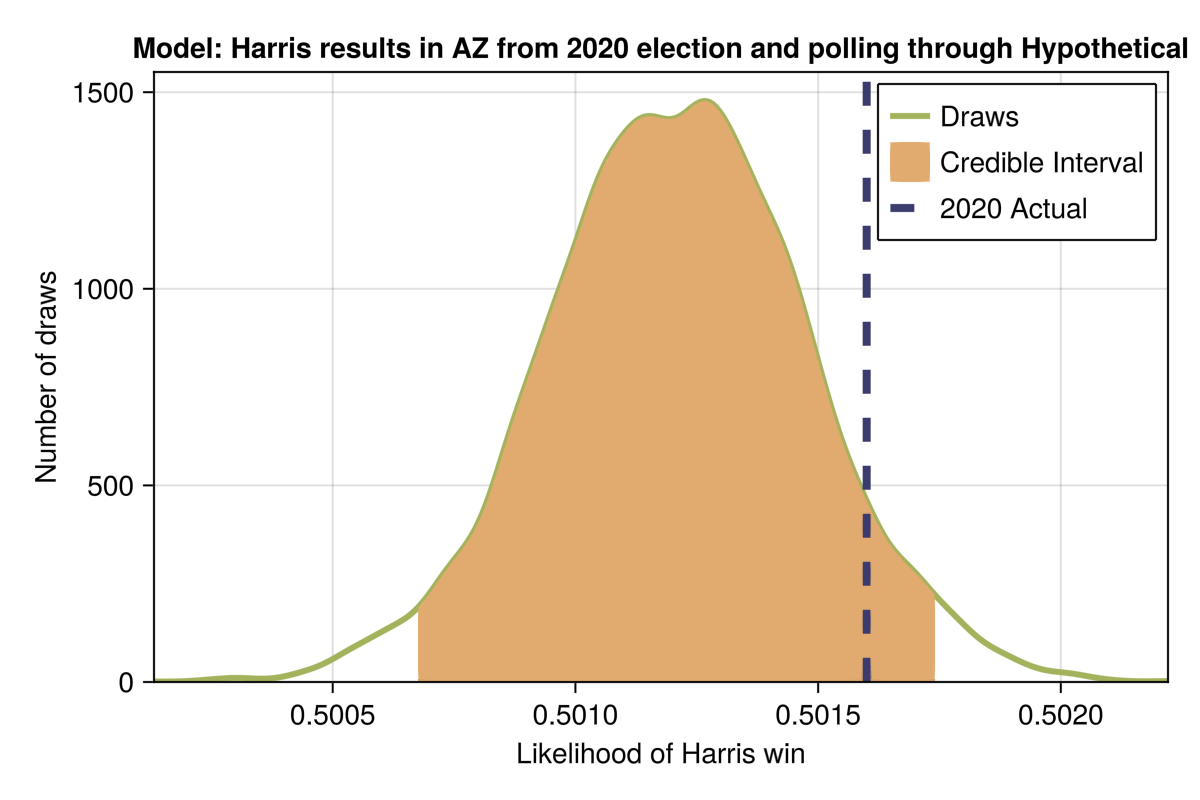 Model: Harris results in AZ from 2020 election and polling through Hypothetical
1500
1000
500
0
Number of draws
Draws
Credible Interval
2020 Actual
0.5005
0.5010
0.5015
0.5020
Likelihood of Harris win